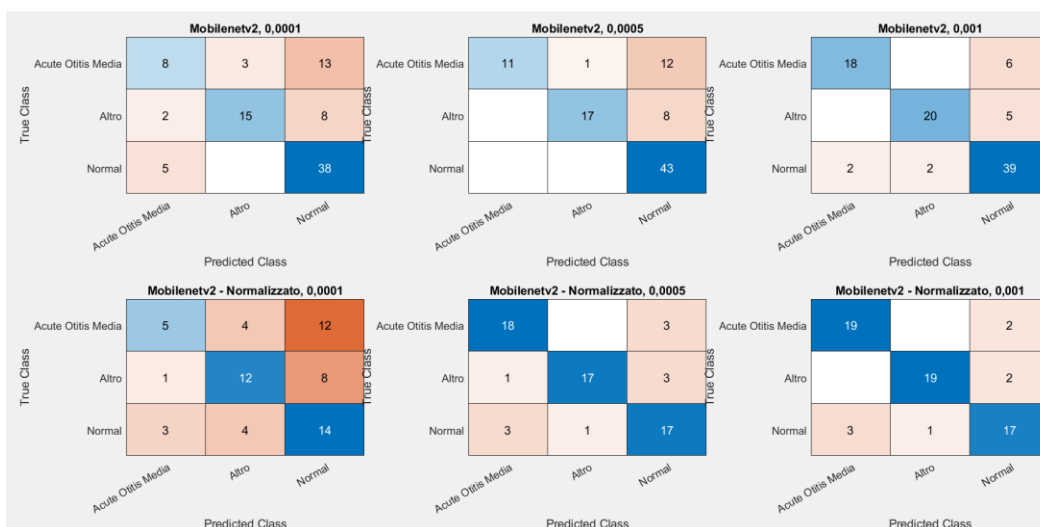 Mobilenetv2, 0,0001
True Class
Acute Otitis Media 8 3 13
Altro 2 15 8
Normal 5 38
Acute Otitis Media Altro Normal
Predicted Class
Mobilenetv2, 0,0005
True Class
Acute Otitis Media 11 1 12
Altro 17 8
Normal 43
Acute Otitis Media Altro Normal
Predicted Class
Mobilenetv2, 0,001
True Class
Acute Otitis Media 18 6
Altro 20 5
Normal 2 2 39
Acute Otitis Media Altro Normal
Predicted Class
Mobilenetv2 - Normalizzato, 0,0001
True Class
Acute Otitis Media 5 4 12
Altro 1 12 8
Normal 3 4 14
Acute Otitis Media Altro Normal
Predicted Class
Mobilenetv2 - Normalizzato, 0,0005
True Class
Acute Otitis Media 18 3
Altro 1 17 3
Normal 3 1 17
Acute Otitis Media Altro Normal
Predicted Class
Mobilenetv2 - Normalizzato, 0,001
True Class
Acute Otitis Media 19 2
Altro 19 2
Normal 3 1 17
Acute Otitis Media Altro Normal
Predicted Class